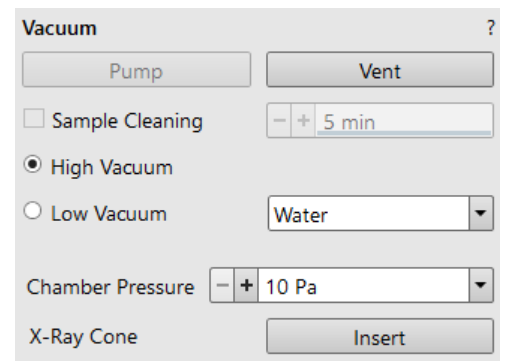 Vacuum ?
Pump Vent
Sample Cleaning - + 5 min
High Vacuum
Low Vacuum Water
Chamber Pressure - + 10 Pa
X-Ray Cone Insert